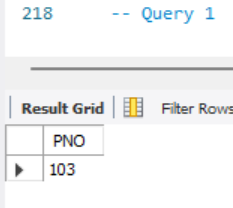 218 -- Query 1
Result Grid Filter Rows
PNO
103